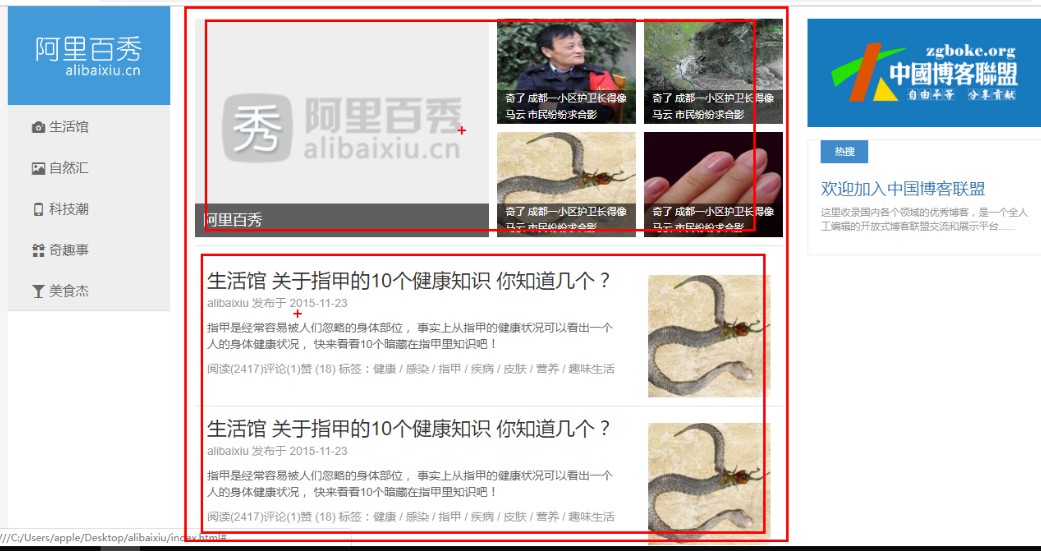 阿里百秀
alibaixiu.cn
生活馆
自然汇
科技潮
奇趣事
美食杰
秀 阿里百秀
alibaixiu.cn
阿里百秀
奇了 成都一小区护卫长得像
马云 市民纷纷求合影
奇了 成都一小区护卫长得像
马云 市民纷纷求合影
奇了 成都一小区护卫长得像
马云 市民纷纷求合影
奇了 成都一小区护卫长得像
马云 市民纷纷求合影
生活馆 关于指甲的10个健康知识 你知道几个？
alibaixiu 发布于 2015-11-23
指甲是经常容易被人们忽略的身体部位， 事实上从指甲的健康状况可以看出一个
人的身体健康状况， 快来看看10个暗藏在指甲里知识吧！
阅读(2417)评论(1)赞 (18) 标签：健康 / 感染 / 指甲 / 疾病 / 皮肤 / 营养 / 趣味生活
生活馆 关于指甲的10个健康知识 你知道几个？
alibaixiu 发布于 2015-11-23
指甲是经常容易被人们忽略的身体部位， 事实上从指甲的健康状况可以看出一个
人的身体健康状况， 快来看看10个暗藏在指甲里知识吧！
阅读(2417)评论(1)赞 (18) 标签：健康 / 感染 / 指甲 / 疾病 / 皮肤 / 营养 / 趣味生活
zgboke.org
中國博客聯盟
自由平等 分享贡献
热搜
欢迎加入中国博客联盟
这里收录国内各个领域的优秀博客，是一个全人
工编辑的开放式博客联盟交流和展示平台......
///C:/Users/apple/Desktop/alibaixiu/index.html#